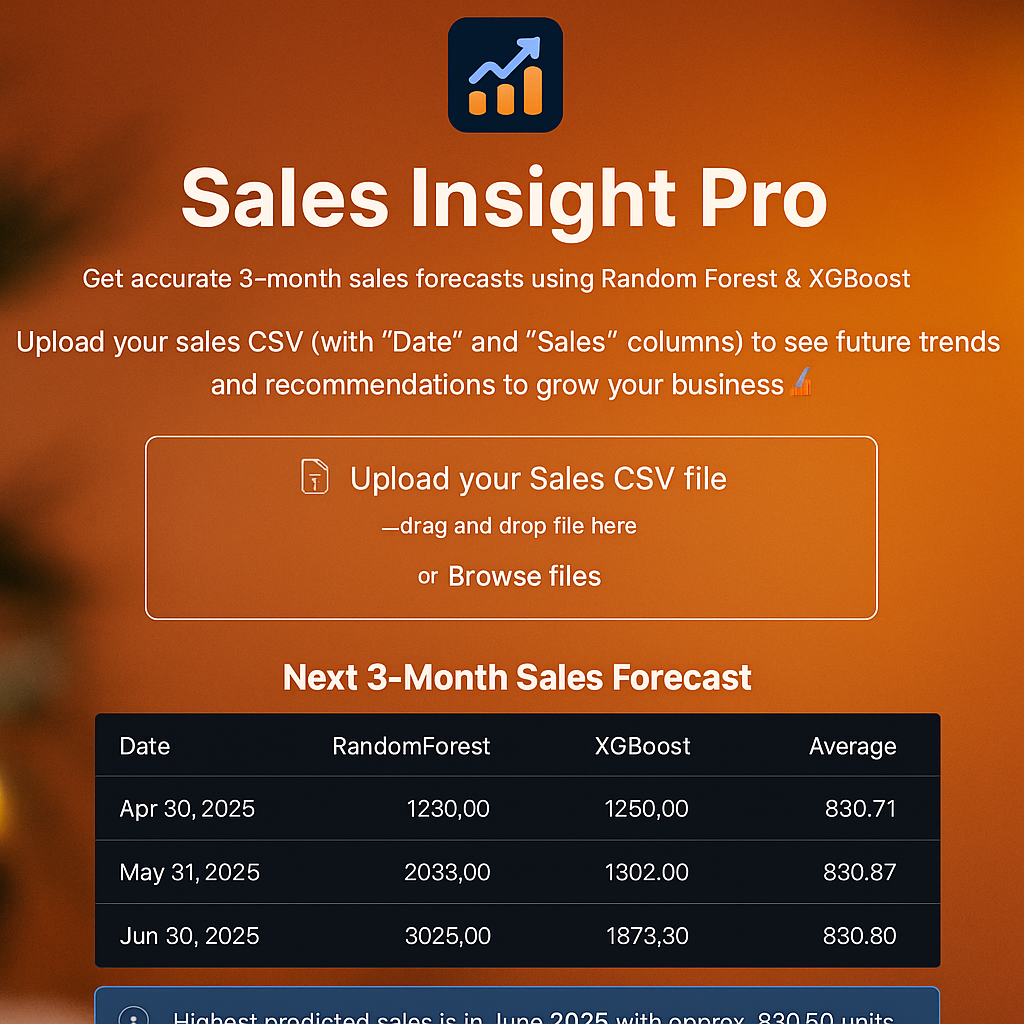 Sales Insight Pro
Get accurate 3–month sales forecasts using Random Forest & XGBoost
Upload your sales CSV (with ”Date” and ”Sales” columns) to see future trends
and recommendations to grow your business
Upload your Sales CSV file
—drag and drop file here
or Browse files
Next 3-Month Sales Forecast
Date RandomForest XGBoost Average
Apr 30, 2025 1230,00 1250,00 830.71
May 31, 2025 2033,00 1302.00 830.87
Jun 30, 2025 3025,00 1873,30 830.80
Highest predicted sales is in June 2025 with approx. 830.50 units